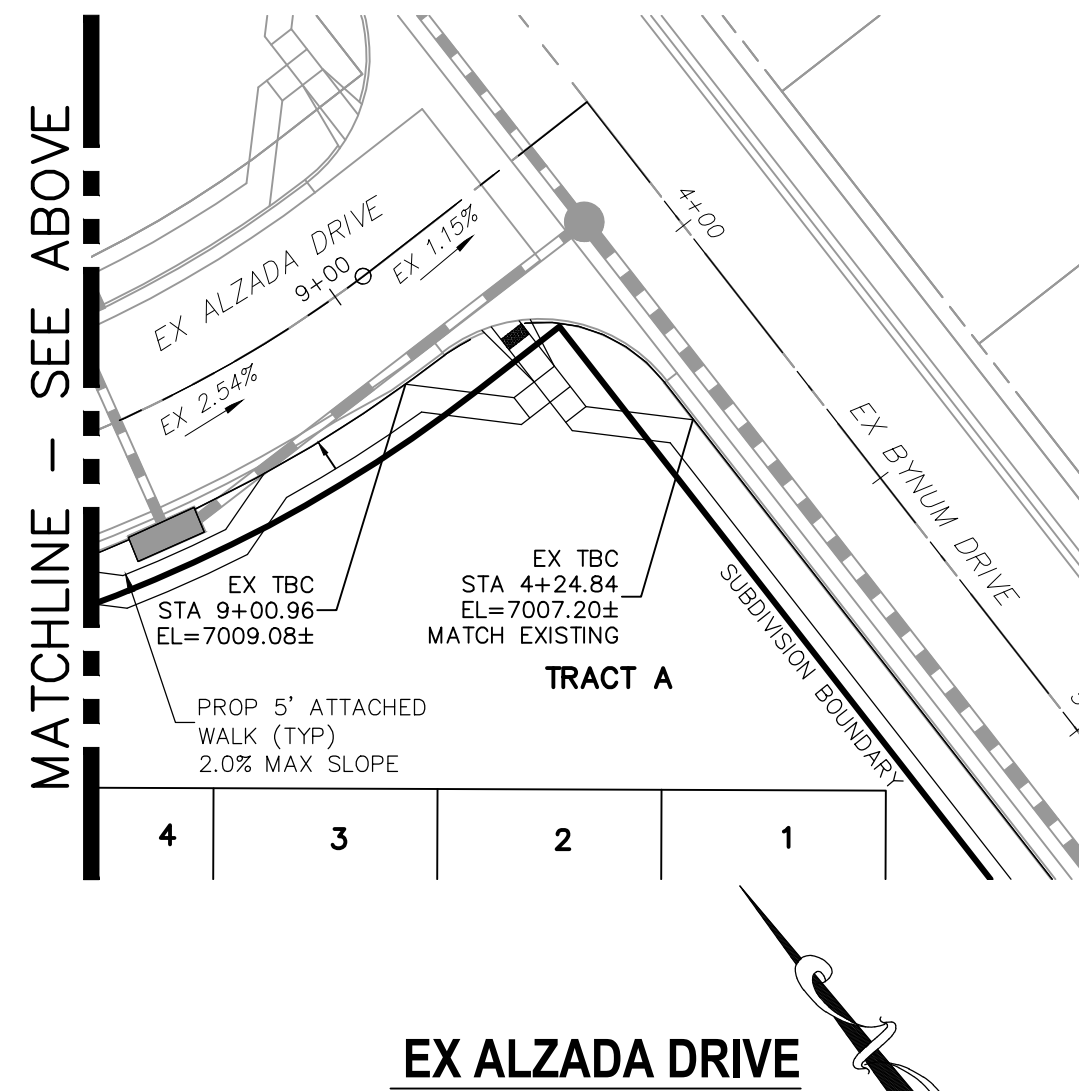 MATCHLINE – SEE ABOVE
EX ALZADA DRIVE
9+00
EX 1.15%
EX 2.54%
4+00
EX BYNUM DRIVE
EX TBC
STA 9+00.96
EL=7009.08±
EX TBC
STA 4+24.84
EL=7007.20±
MATCH EXISTING
TRACT A
SUBDIVISION BOUNDARY
PROP 5' ATTACHED
WALK (TYP)
2.0% MAX SLOPE
4
3
2
1
EX ALZADA DRIVE